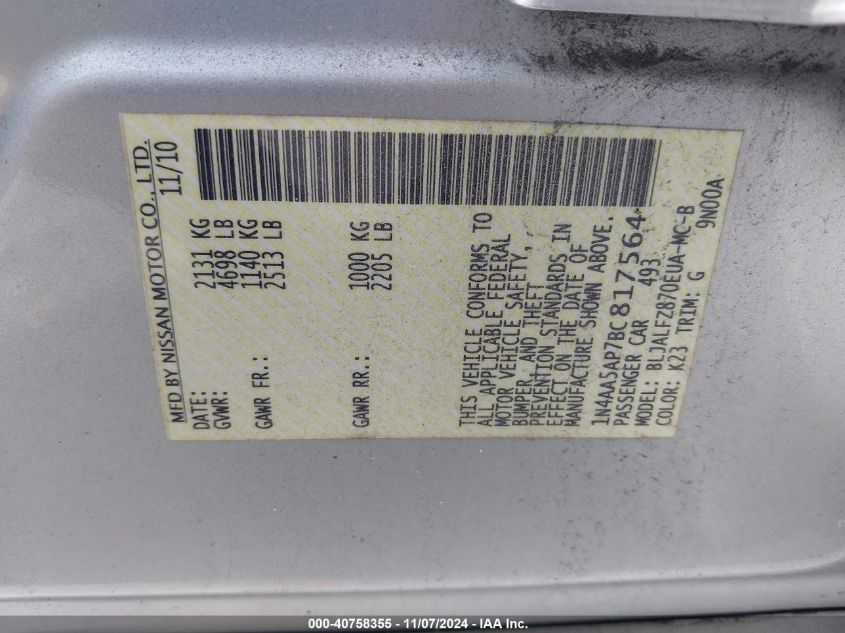 MFD BY NISSAN MOTOR CO., LTD.
DATE: 11/10
GVWR: 2131 KG
4698 LB
GAWR FR.: 1140 KG
2513 LB
GAWR RR.: 1000 KG
2205 LB
THIS VEHICLE CONFORMS TO
ALL APPLICABLE FEDERAL
MOTOR VEHICLE SAFETY,
BUMPER, AND THEFT
PREVENTION STANDARDS IN
EFFECT ON THE DATE OF
MANUFACTURE SHOWN ABOVE.
1N4AA5AP7BC817564
PASSENGER CAR 493
MODEL: BLJALFZ870EUA-MC-B
COLOR: K23 TRIM: G 9N00A
000-40758355 — 11/07/2024 — IAA Inc.